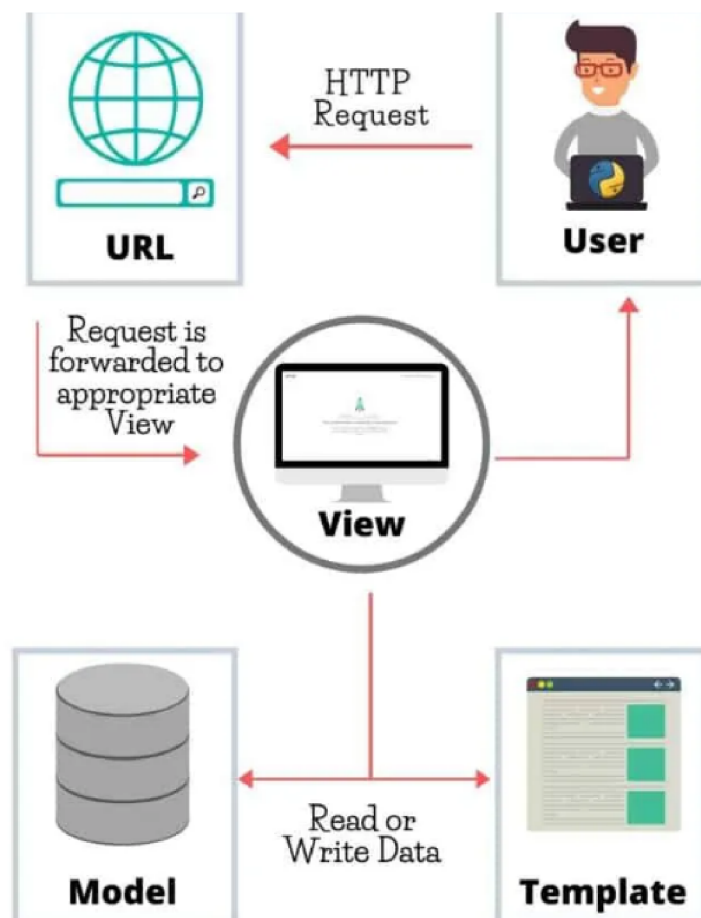 HTTP
Request
URL
User
Request is
forwarded to
appropriate
View
View
Read or
Write Data
Model
Template